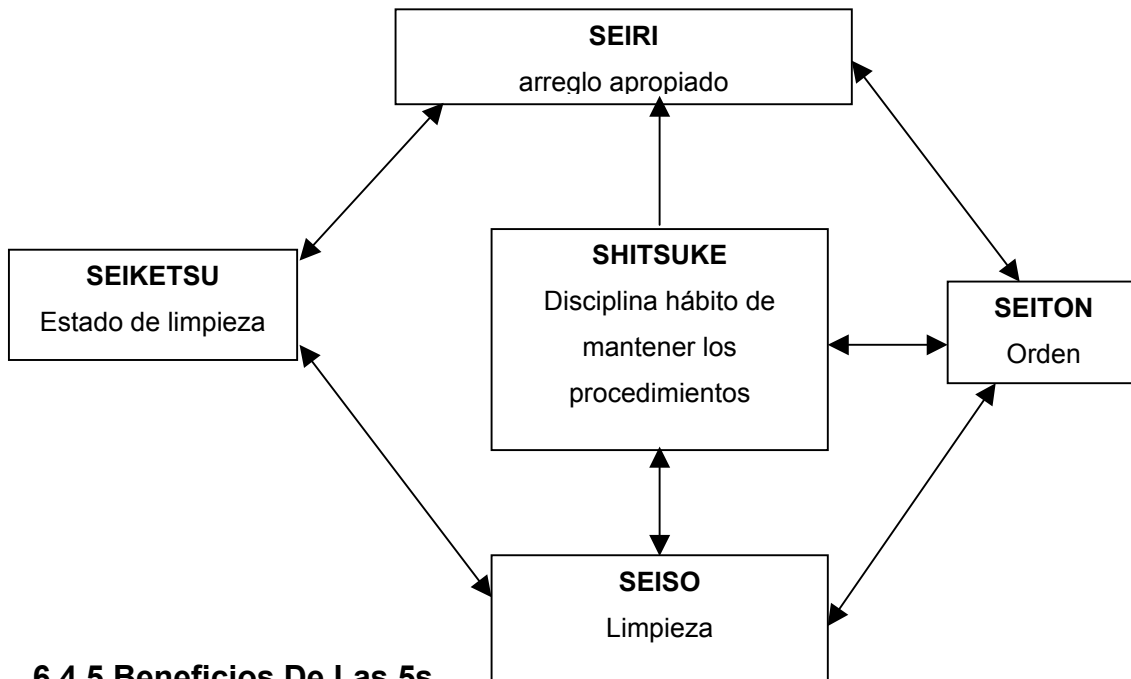 SEIRI
arreglo apropiado
SEIKETSU
Estado de limpieza
SHITSUKE
Disciplina hábito de
mantener los
procedimientos
SEITON
Orden
SEISO
Limpieza
6.4.5 Beneficios De Las 5s